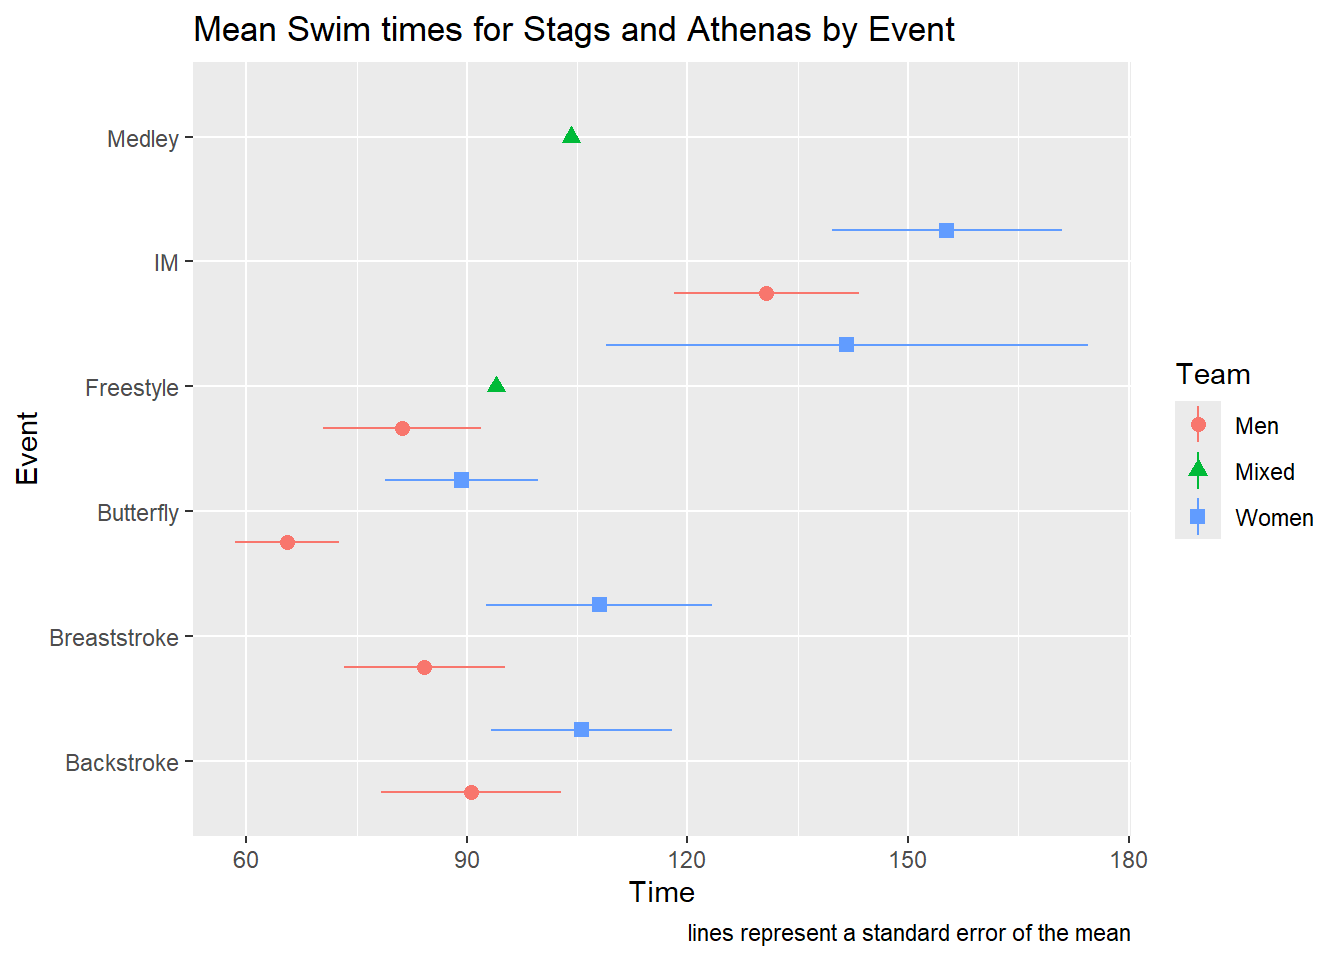 Mean Swim times for Stags and Athenas by Event
Medley
IM
Freestyle
Butterfly
Breaststroke
Backstroke
Event
60 90 120 150 180
Time
lines represent a standard error of the mean
Team
Men
Mixed
Women